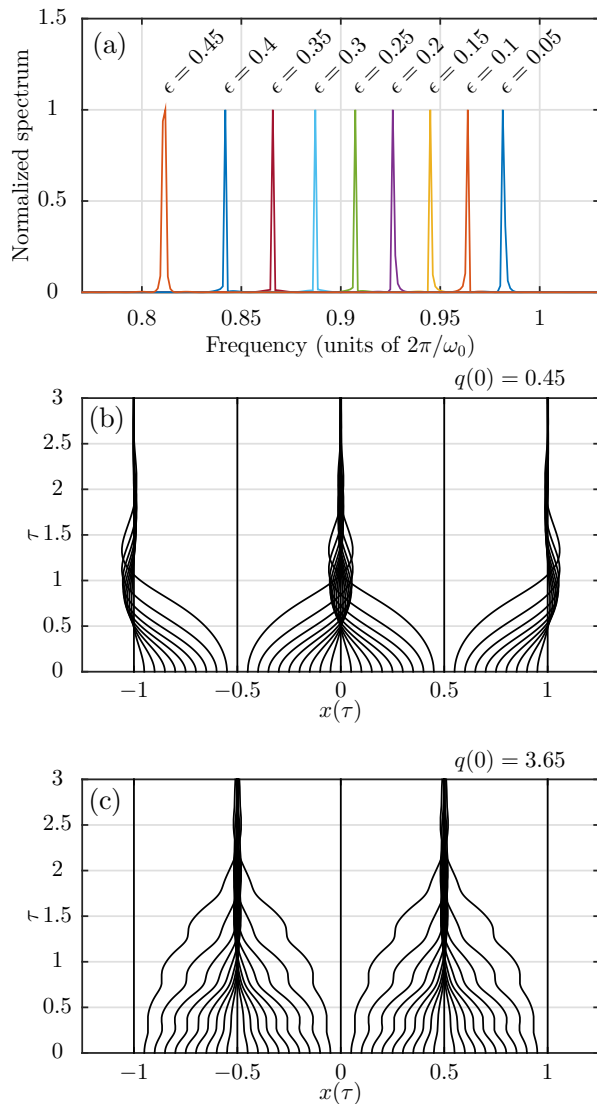 (a)
ϵ = 0.45
ϵ = 0.4
ϵ = 0.35
ϵ = 0.3
ϵ = 0.25
ϵ = 0.2
ϵ = 0.15
ϵ = 0.1
ϵ = 0.05
Normalized spectrum
1.5
1
0.5
0
0.8 0.85 0.9 0.95 1
Frequency (units of 2π/ω₀)
q(0) = 0.45
(b)
τ
3
2.5
2
1.5
1
0.5
0
−1 −0.5 0 0.5 1
x(τ)
q(0) = 3.65
(c)
τ
3
2.5
2
1.5
1
0.5
0
−1 −0.5 0 0.5 1
x(τ)